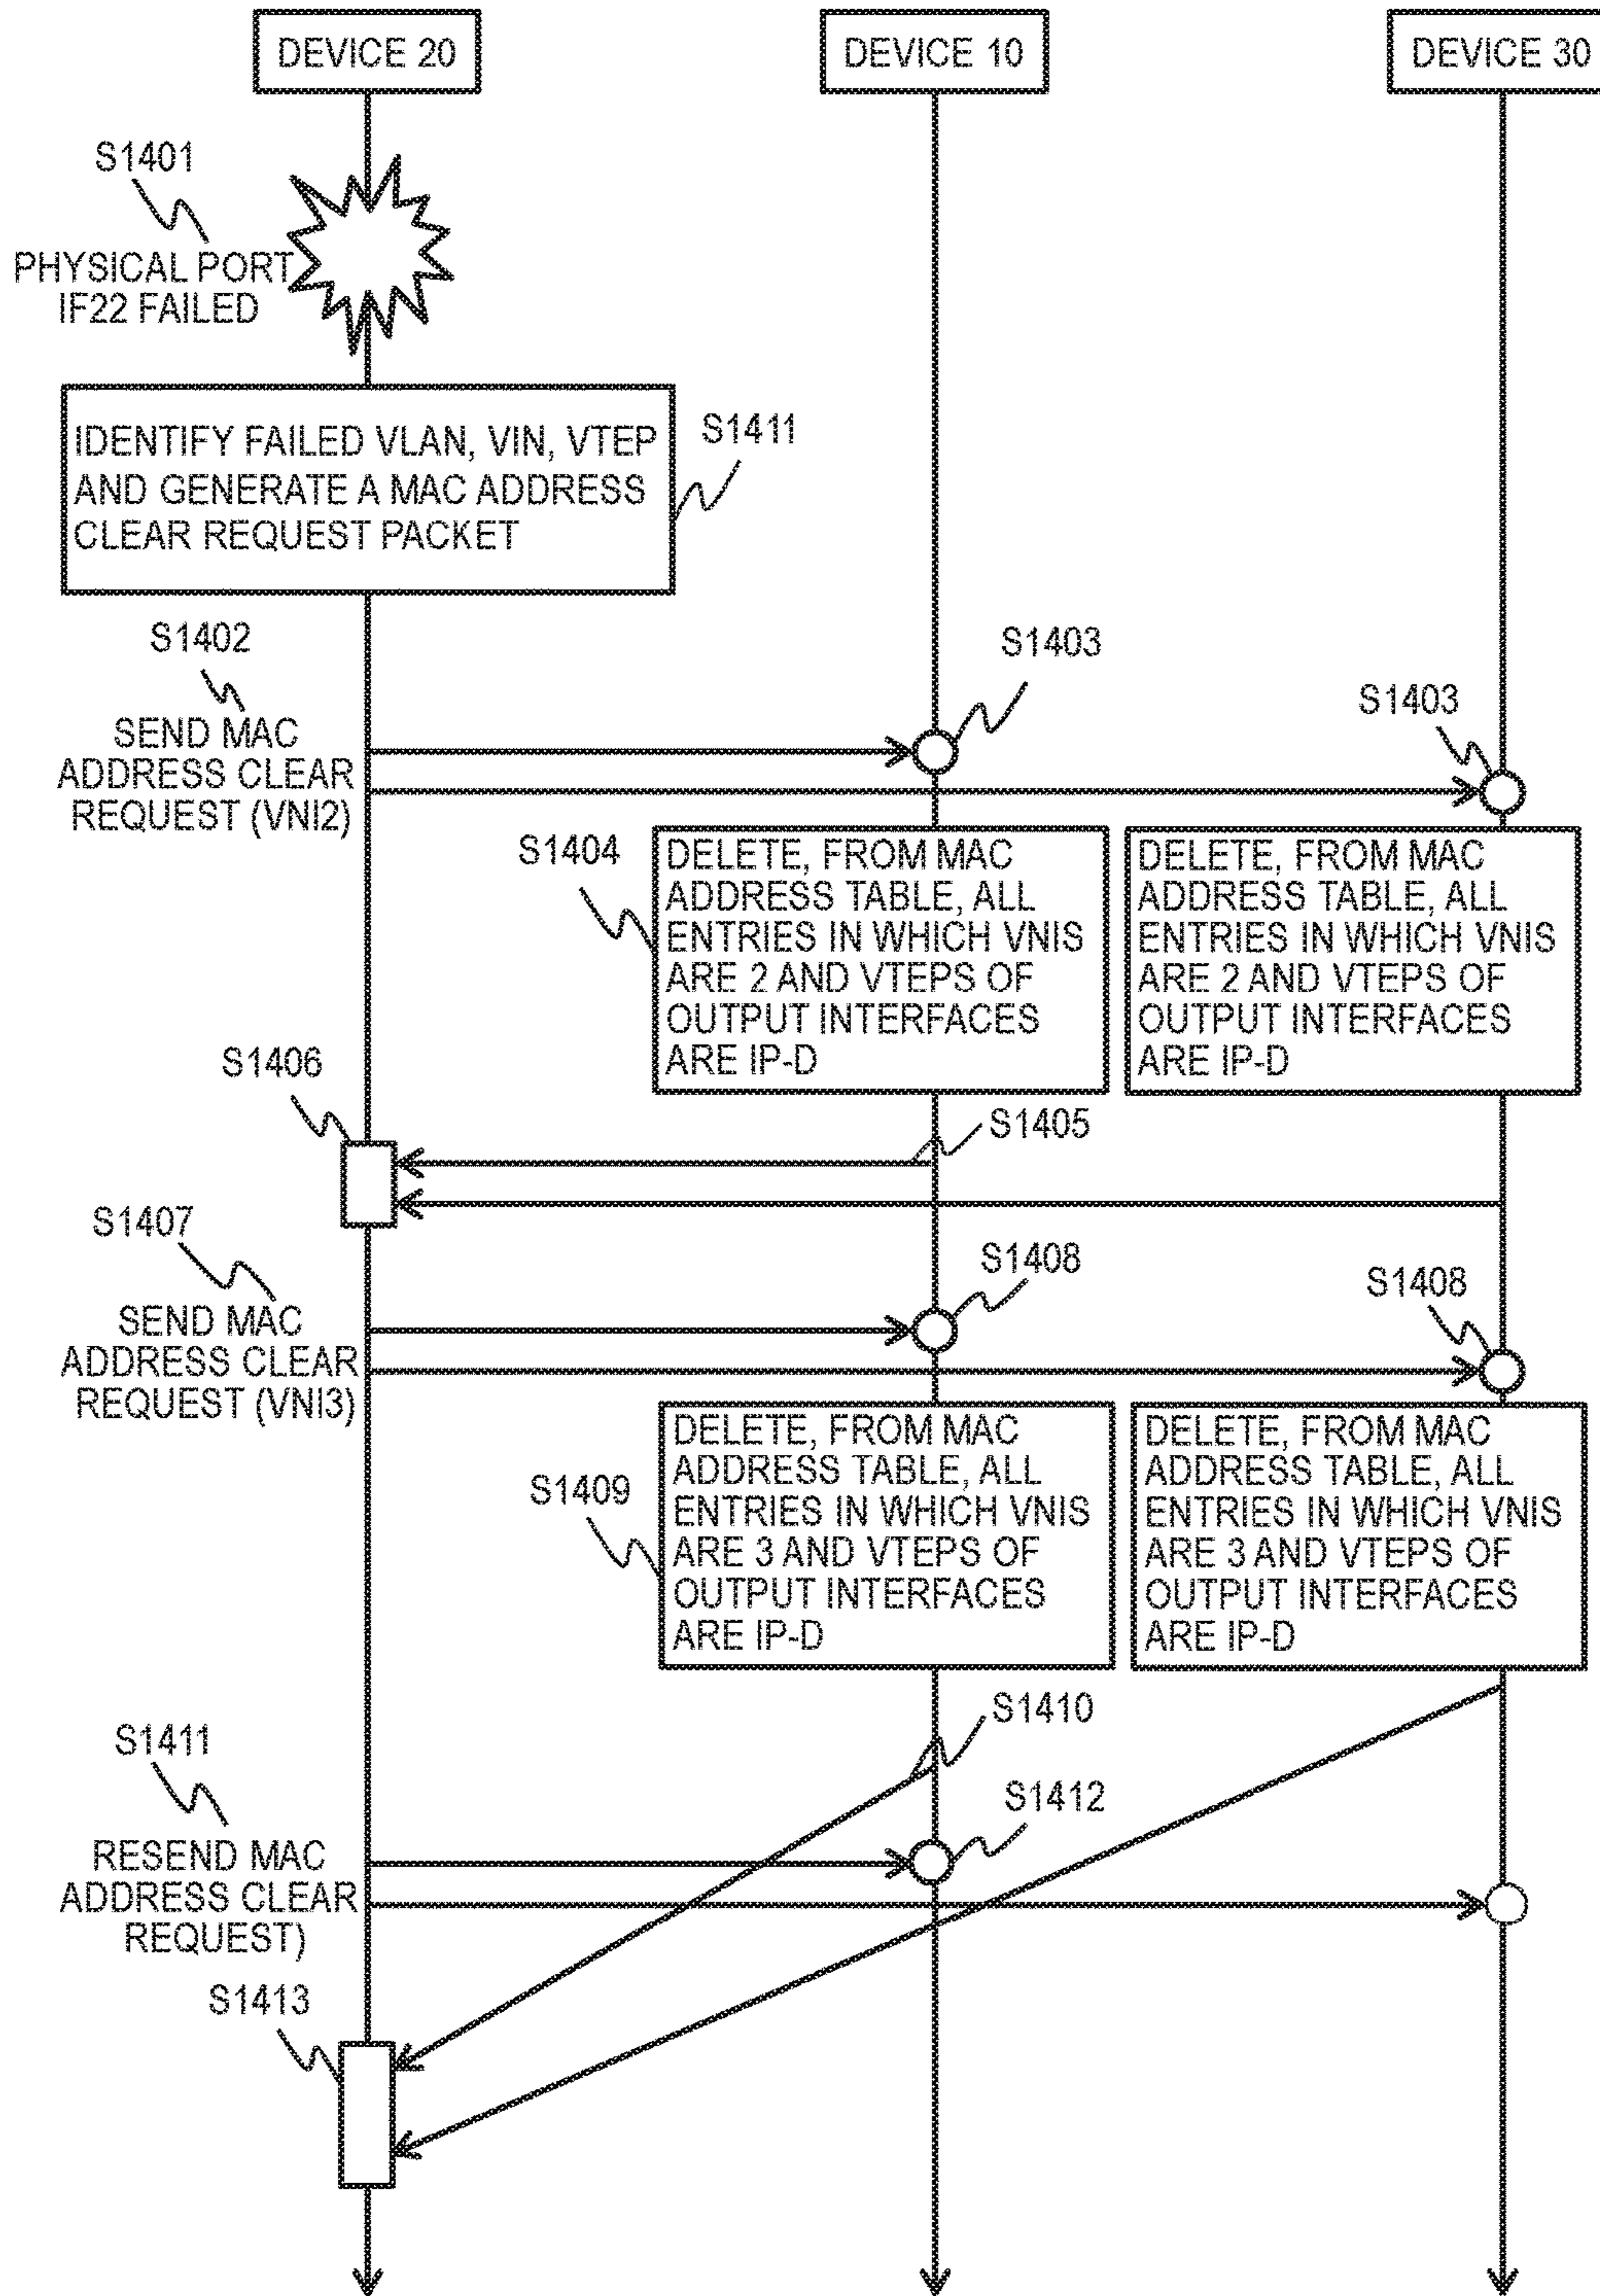 DEVICE 20
DEVICE 10
DEVICE 30
S1401
PHYSICAL PORT
IF22 FAILED
IDENTIFY FAILED VLAN, VIN, VTEP
AND GENERATE A MAC ADDRESS
CLEAR REQUEST PACKET
S1411
S1402
SEND MAC
ADDRESS CLEAR
REQUEST (VNI2)
S1403
S1403
S1404
DELETE, FROM MAC
ADDRESS TABLE, ALL
ENTRIES IN WHICH VNIS
ARE 2 AND VTEPS OF
OUTPUT INTERFACES
ARE IP-D
DELETE, FROM MAC
ADDRESS TABLE, ALL
ENTRIES IN WHICH VNIS
ARE 2 AND VTEPS OF
OUTPUT INTERFACES
ARE IP-D
S1406
S1405
S1407
SEND MAC
ADDRESS CLEAR
REQUEST (VNI3)
S1408
S1408
S1409
DELETE, FROM MAC
ADDRESS TABLE, ALL
ENTRIES IN WHICH VNIS
ARE 3 AND VTEPS OF
OUTPUT INTERFACES
ARE IP-D
DELETE, FROM MAC
ADDRESS TABLE, ALL
ENTRIES IN WHICH VNIS
ARE 3 AND VTEPS OF
OUTPUT INTERFACES
ARE IP-D
S1410
S1411
RESEND MAC
ADDRESS CLEAR
REQUEST)
S1412
S1413